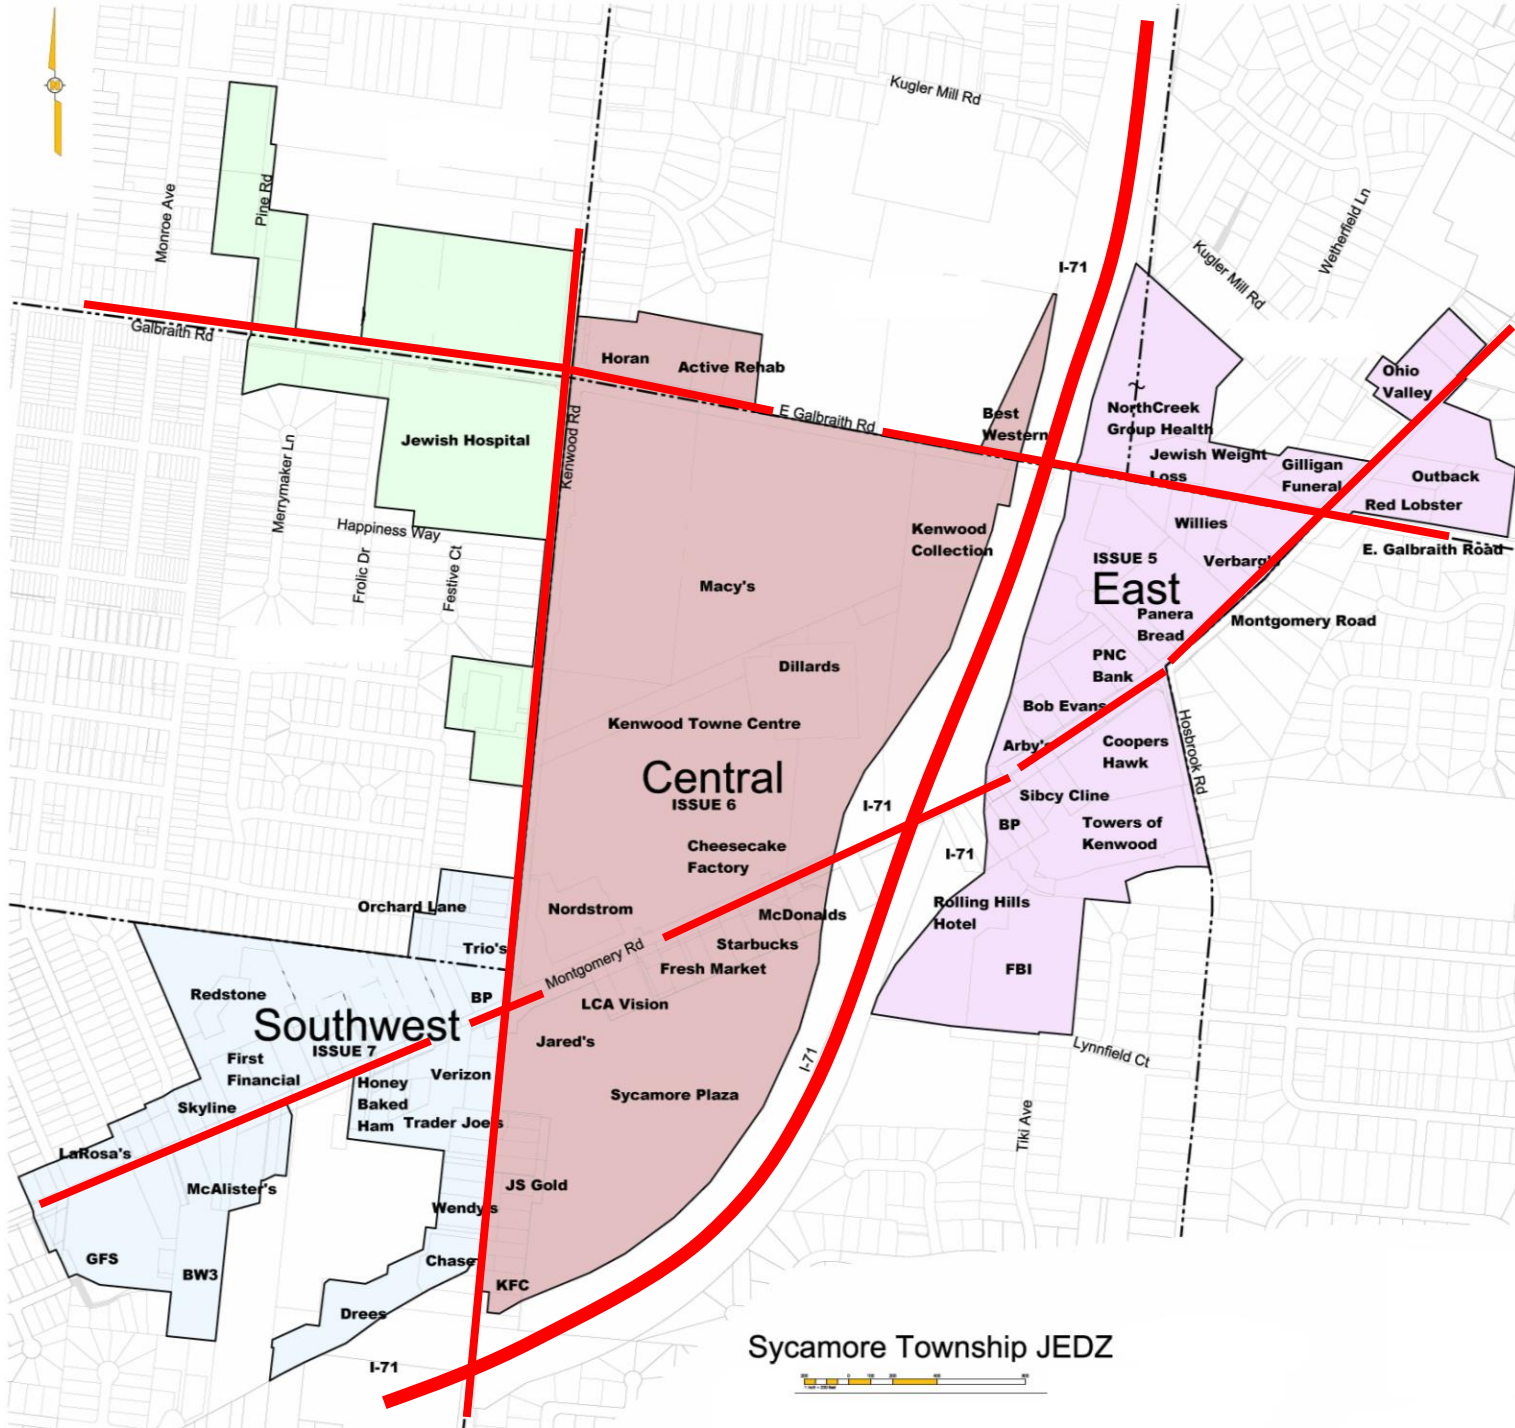 Kugler Mill Rd
Monroe Ave
Pine Rd
Wetherfield Ln
Kugler Mill Rd
I-71
Galbraith Rd
Horan
Active Rehab
Ohio
Valley
E Galbraith Rd
Best
Western
NorthCreek
Group Health
Jewish Hospital
Kenwood Rd
Jewish Weight
Loss
Gilligan
Funeral
Outback
Red Lobster
Merrymaker Ln
Happiness Way
Kenwood
Collection
Willies
E. Galbraith Road
Frolic Dr
Festive Ct
Macy's
ISSUE 5
East
Verbarg's
Panera
Bread
Montgomery Road
Dillards
PNC
Bank
Kenwood Towne Centre
Bob Evans
Hosbrook Rd
Arby's
Coopers
Hawk
Central
ISSUE 6
I-71
Sibcy Cline
BP
Towers of
Kenwood
Cheesecake
Factory
I-71
Orchard Lane
Nordstrom
McDonalds
Rolling Hills
Hotel
Trio's
Montgomery Rd
Starbucks
Fresh Market
FBI
Redstone
BP
LCA Vision
Southwest
ISSUE 7
Jared's
I-71
Lynnfield Ct
First
Financial
Honey
Baked
Ham
Verizon
Sycamore Plaza
Skyline
Trader Joe's
Tiki Ave
LaRosa's
McAlister's
JS Gold
Wendy's
GFS
BW3
Chase
KFC
Drees
I-71
Sycamore Township JEDZ